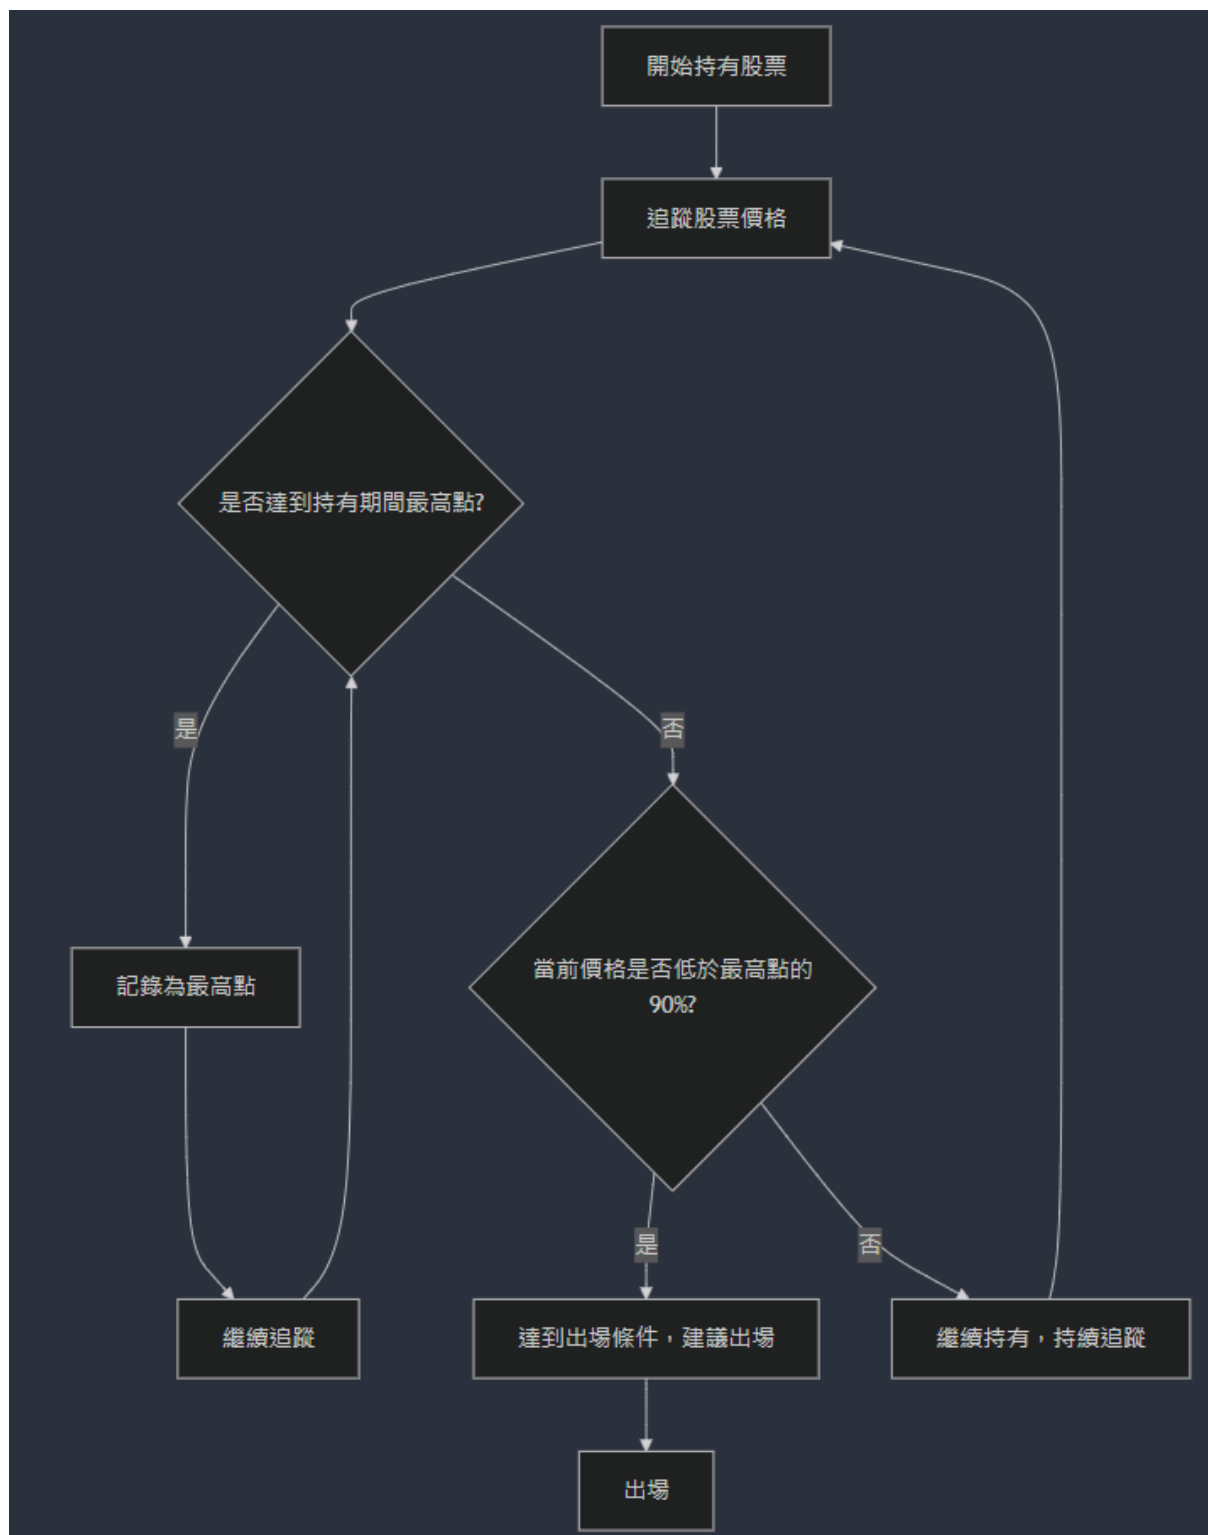 開始持有股票
追蹤股票價格
是否達到持有期間最高點?
是
否
記錄為最高點
當前價格是否低於最高點的
90%?
是
否
繼續追蹤
達到出場條件，建議出場
繼續持有，持續追蹤
出場